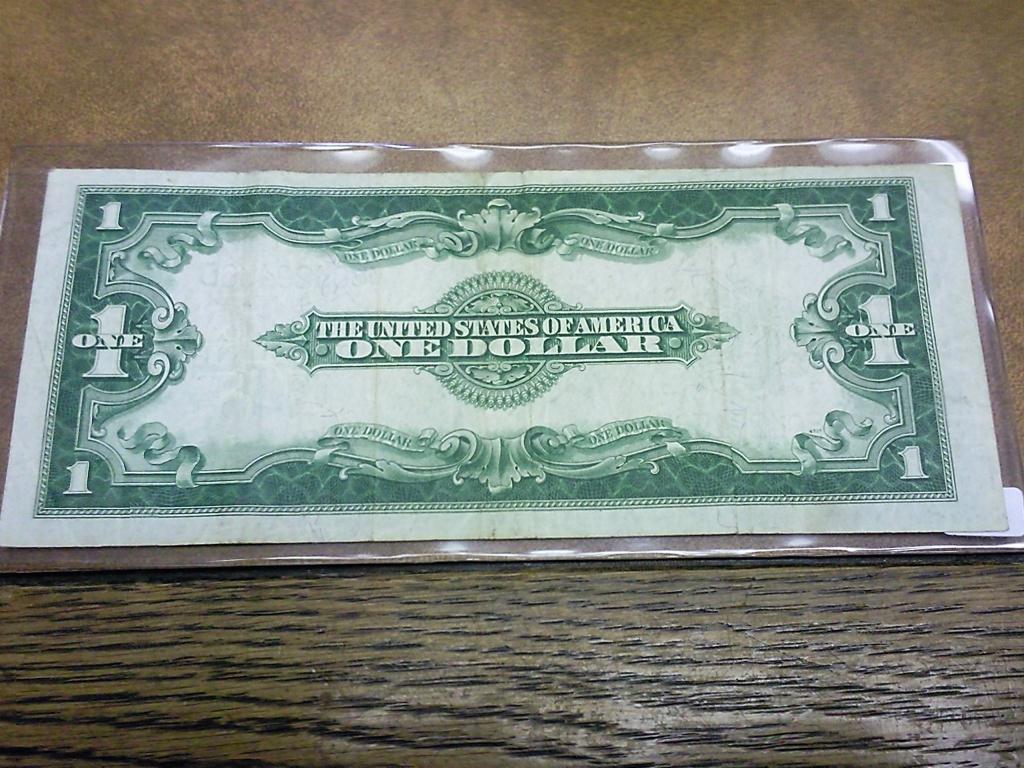 1 1
ONE DOLLAR ONE DOLLAR
1 ONE THE UNITED STATES OF AMERICA 1 ONE
ONE DOLLAR
ONE DOLLAR ONE DOLLAR
1 1